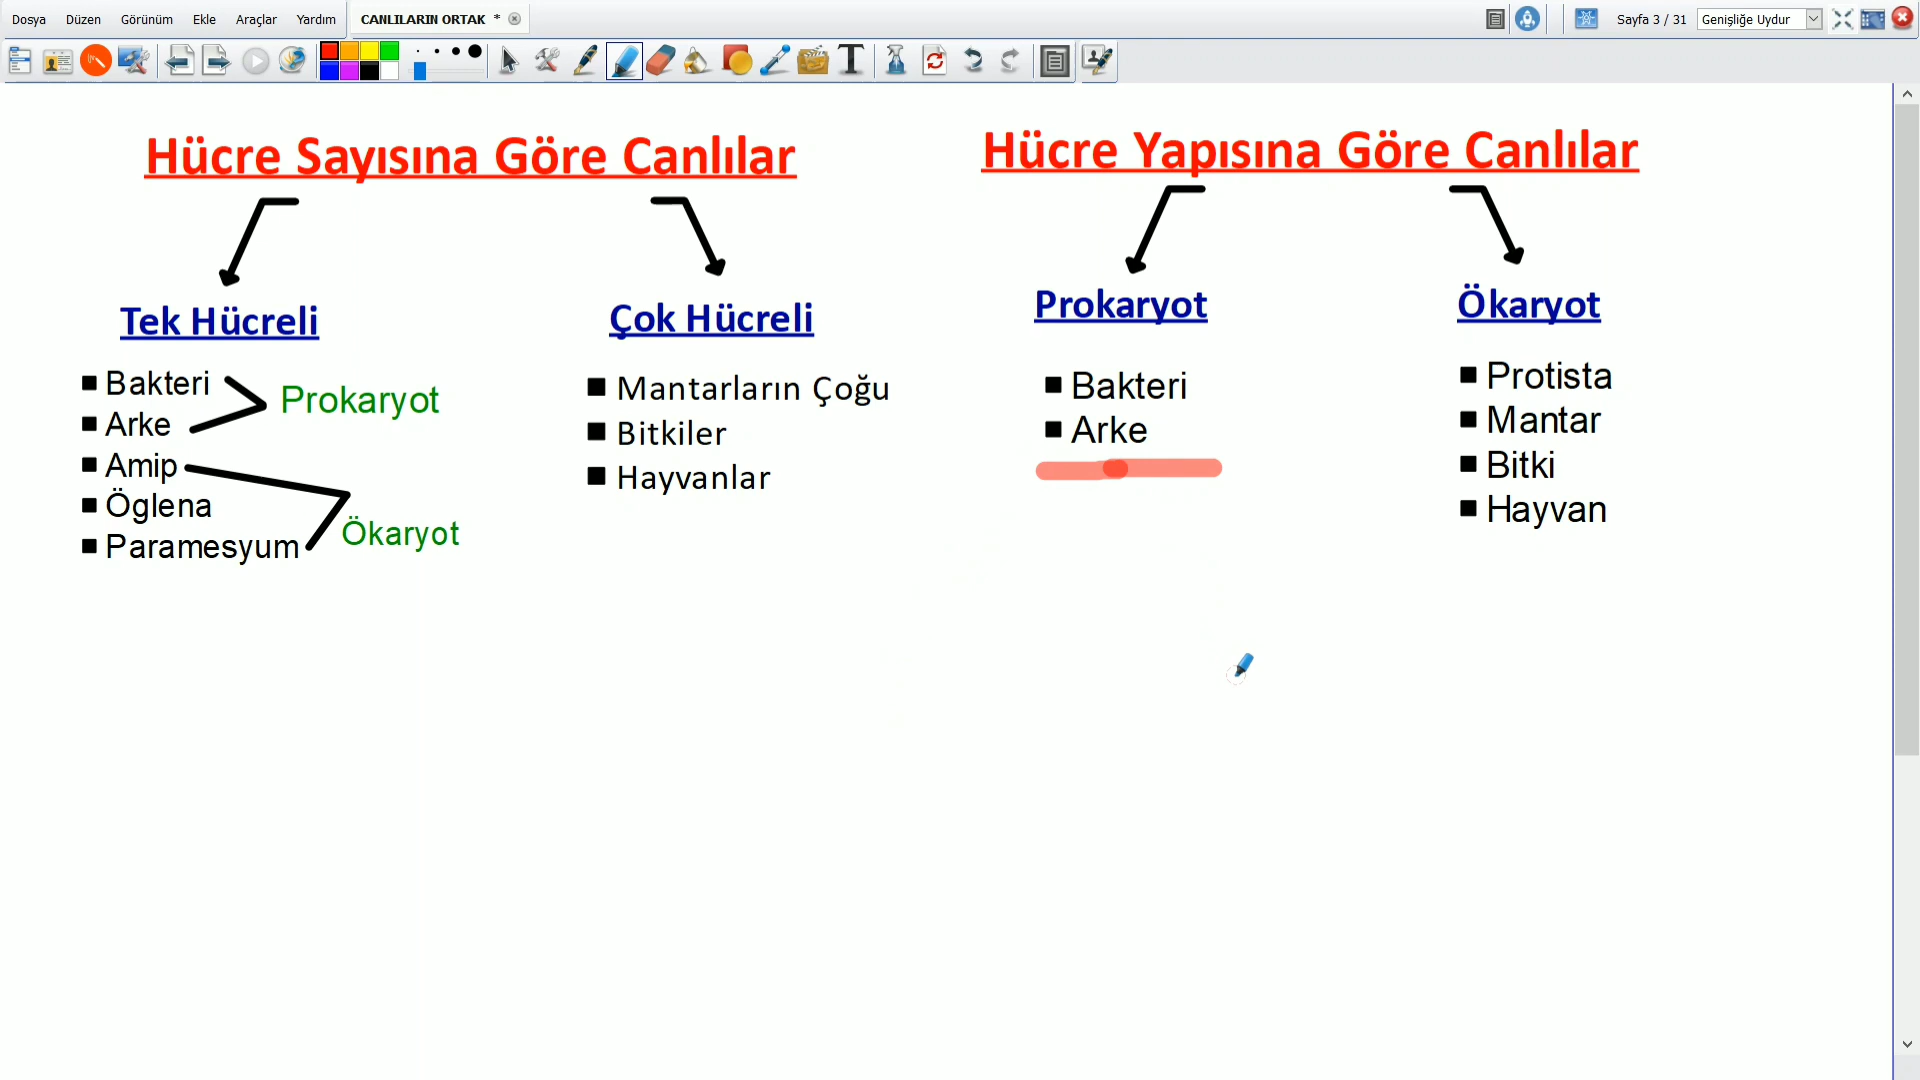 Dosya Düzen Görünüm Ekle Araçlar Yardım CANLILARIN ORTAK * Sayfa 3 / 31 Genişliğe Uydur
Hücre Sayısına Göre Canlılar
Tek Hücreli
Bakteri
Arke
Amip
Öglena
Paramesyum
Prokaryot
Ökaryot
Çok Hücreli
Mantarların Çoğu
Bitkiler
Hayvanlar
Hücre Yapısına Göre Canlılar
Prokaryot
Bakteri
Arke
Ökaryot
Protista
Mantar
Bitki
Hayvan